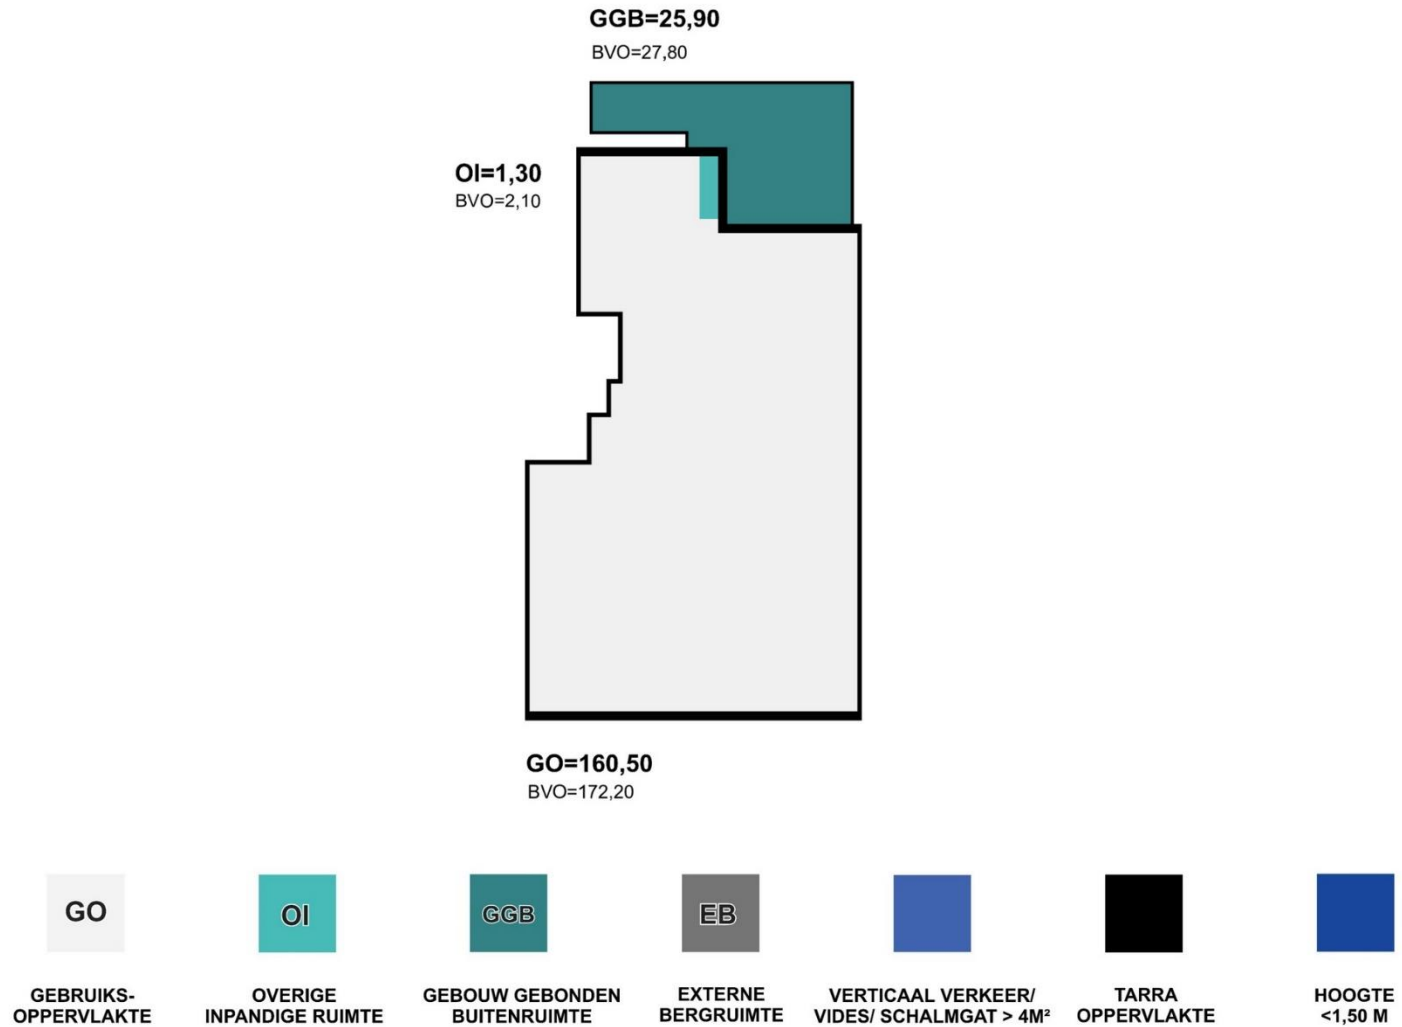 GGB=25,90
BVO=27,80
OI=1,30
BVO=2,10
GO=160,50
BVO=172,20
GO
OI
GGB
EB
GEBRUIKS-
OPPERVLAKTE
OVERIGE
INPANDIGE RUIMTE
GEBOUW GEBONDEN
BUITENRUIMTE
EXTERNE
BERGRUIMTE
VERTICAAL VERKEER/
VIDES/ SCHALMGAT > 4M²
TARRA
OPPERVLAKTE
HOOGTE
<1,50 M